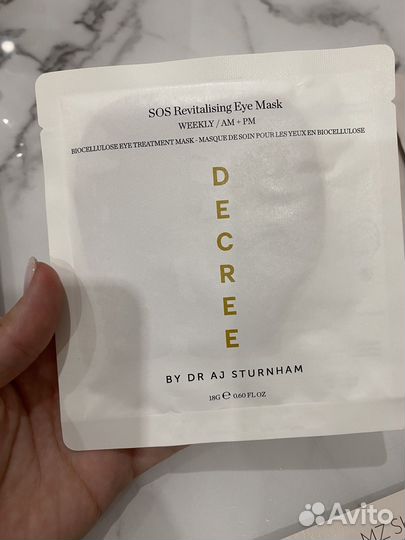 SOS Revitalising Eye Mask
WEEKLY / AM + PM
BIOCELLULOSE EYE TREATMENT MASK - MASQUE DE SOIN POUR LES YEUX EN BIOCELLULOSE
DECREE
BY DR AJ STURNHAM
18G e 0.60 FL OZ
Avito